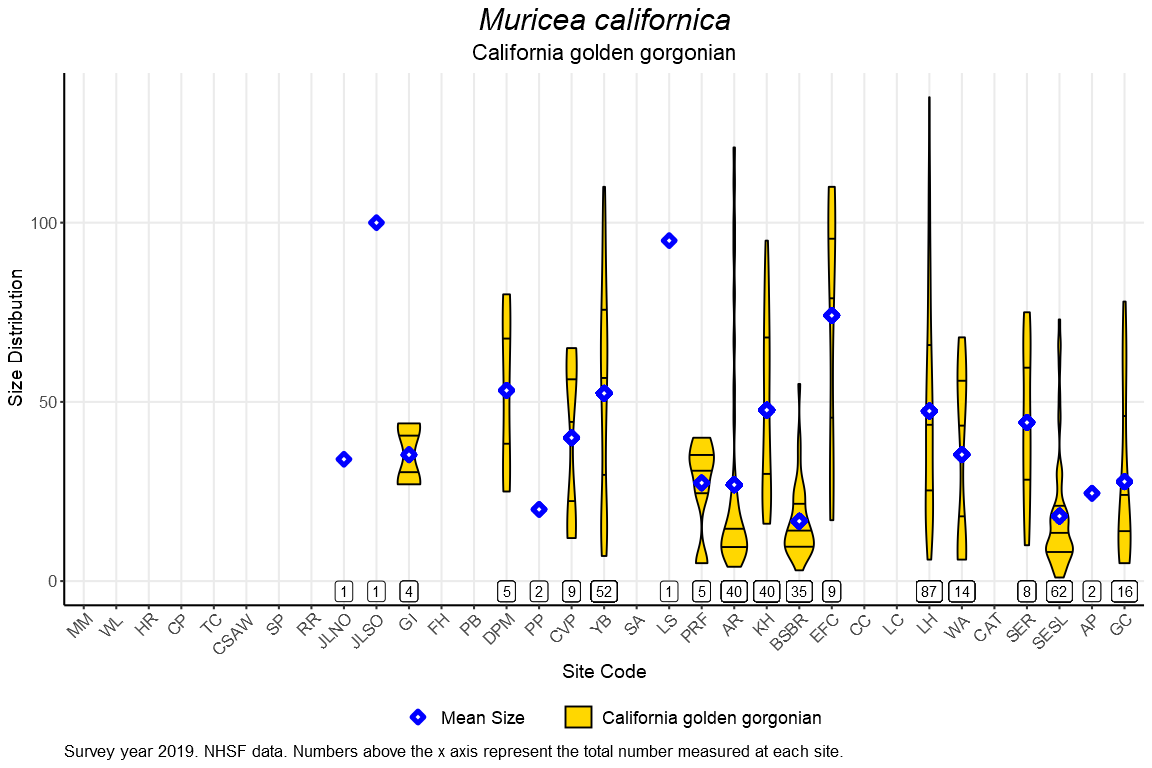 Muricea californica
California golden gorgonian
Size Distribution
100
50
0
1 1 4 5 2 9 52 1 5 40 40 35 9 87 14 8 62 2 16
MM WL HR CP TC CSAW SP RR JLNO JLSO GI FH PB DPM PP CVP YB SA LS PRF AR KH BSBR EFC CC LC LH WA CAT SER SESL AP GC
Site Code
Mean Size California golden gorgonian
Survey year 2019. NHSF data. Numbers above the x axis represent the total number measured at each site.